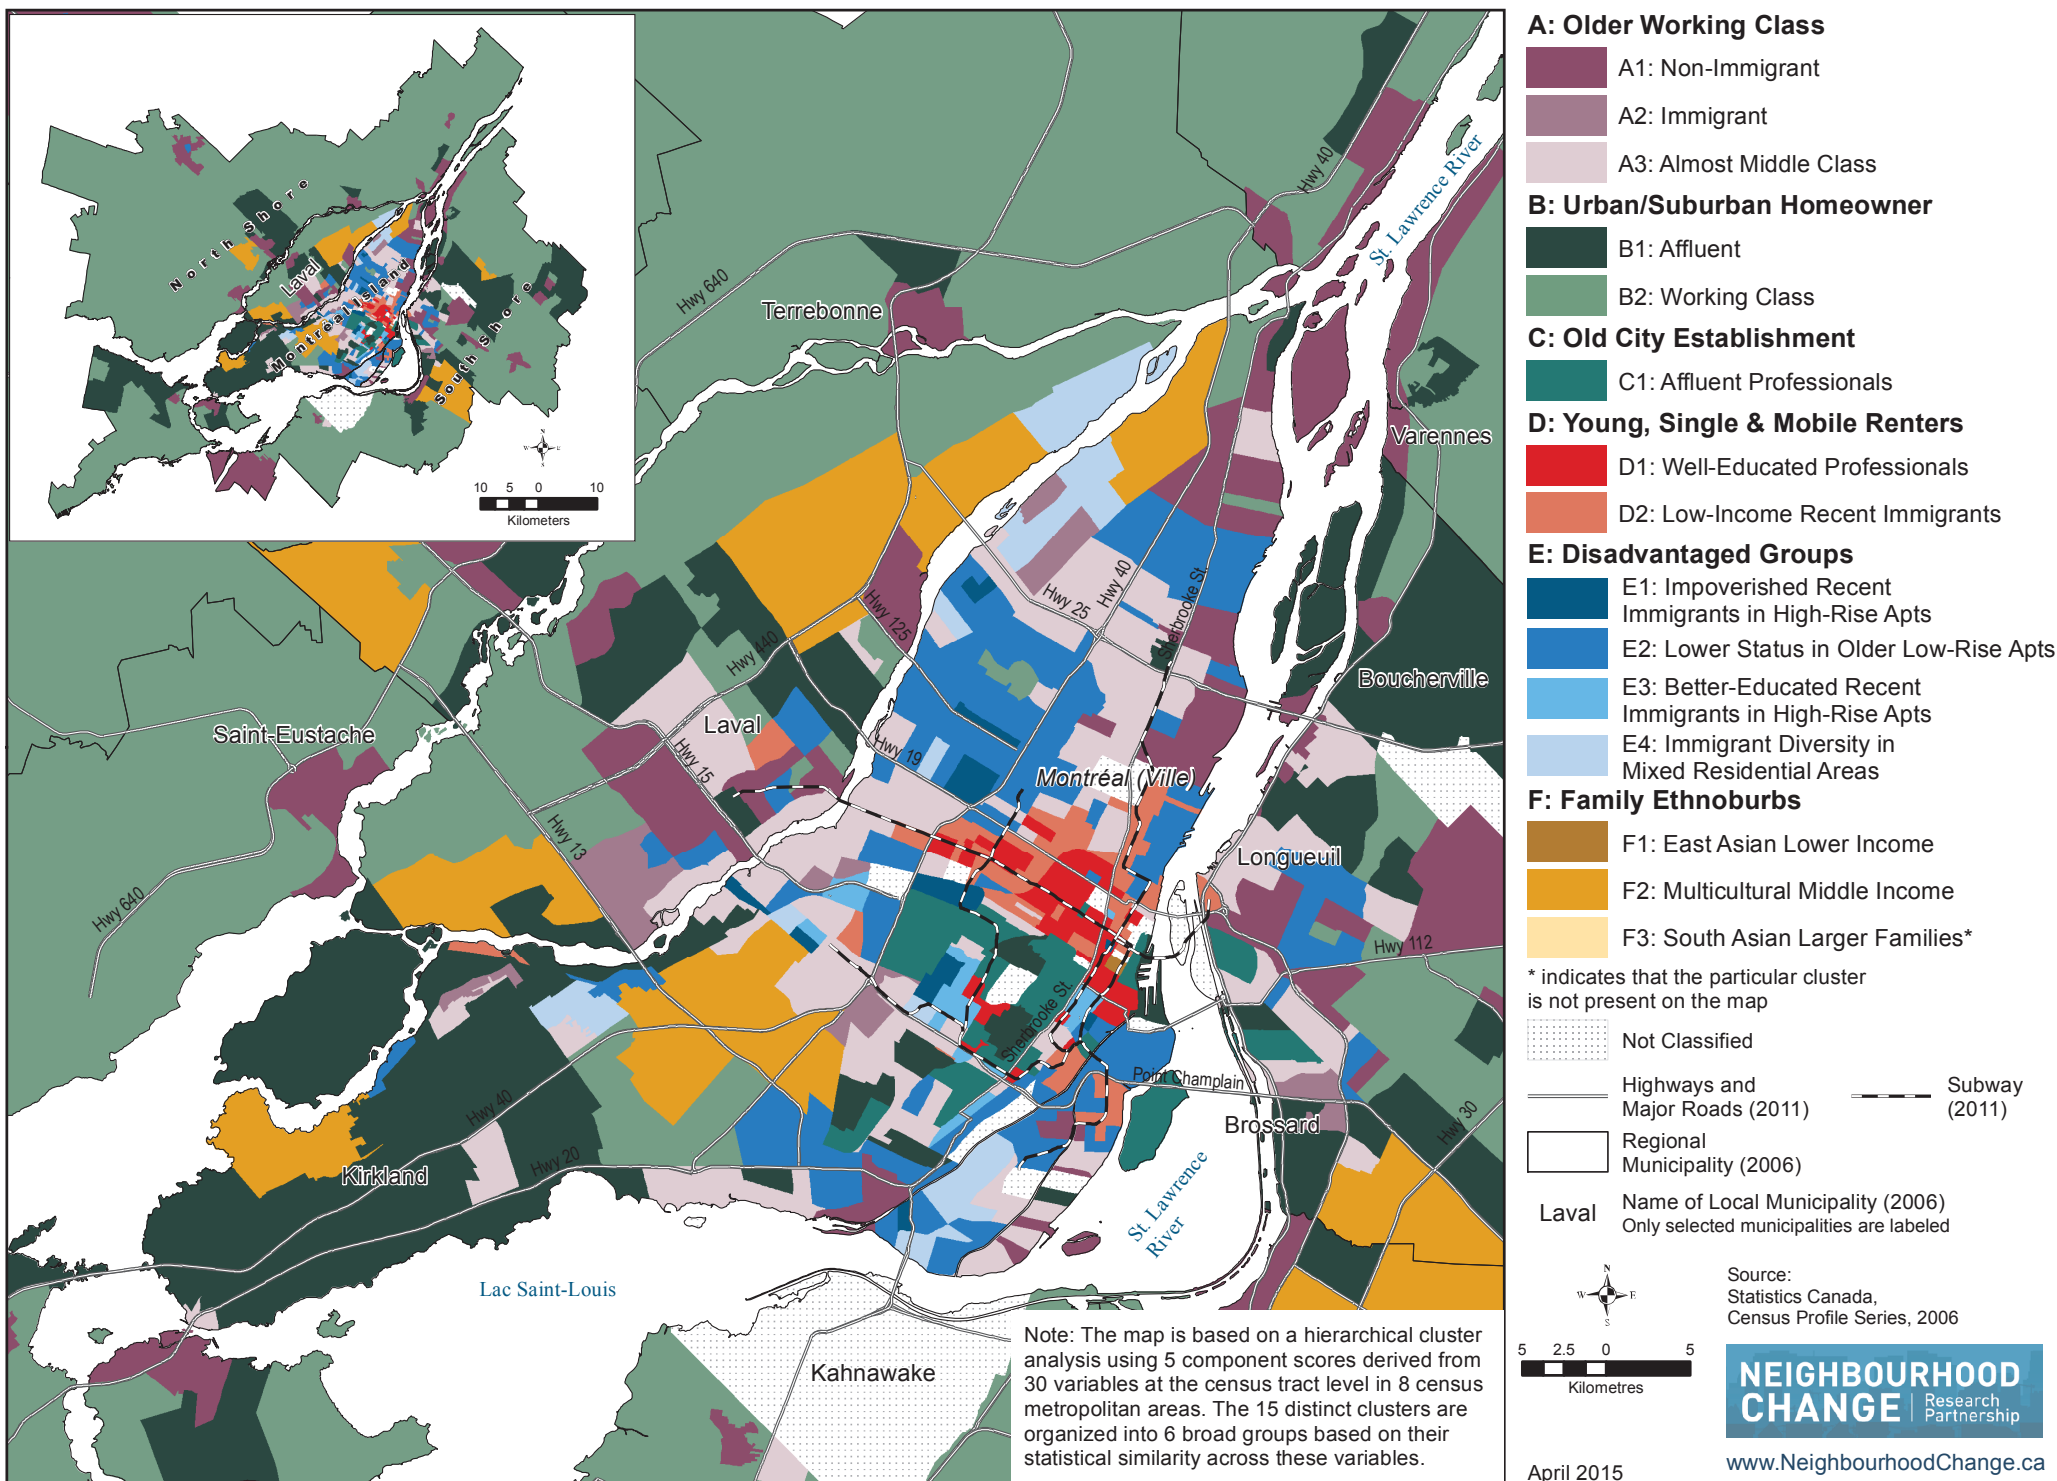 North Shore
Laval
Montréal Island
South Shore
N
W E
S
10 5 0 10
Kilometers
Hwy 40
St. Lawrence River
Hwy 640
Terrebonne
Varennes
Hwy 25
Hwy 40
Sherbrooke St.
Hwy 125
Hwy 440
Boucherville
Saint-Eustache
Laval
Hwy 19
Hwy 15
Montréal (Ville)
Hwy 13
Longueuil
Hwy 640
Hwy 112
Sherbrooke St.
Point Champlain
Hwy 40
Brossard
Hwy 30
Hwy 20
Kirkland
St. Lawrence
River
Lac Saint-Louis
Kahnawake
Note: The map is based on a hierarchical cluster
analysis using 5 component scores derived from
30 variables at the census tract level in 8 census
metropolitan areas. The 15 distinct clusters are
organized into 6 broad groups based on their
statistical similarity across these variables.
A: Older Working Class
A1: Non-Immigrant
A2: Immigrant
A3: Almost Middle Class
B: Urban/Suburban Homeowner
B1: Affluent
B2: Working Class
C: Old City Establishment
C1: Affluent Professionals
D: Young, Single & Mobile Renters
D1: Well-Educated Professionals
D2: Low-Income Recent Immigrants
E: Disadvantaged Groups
E1: Impoverished Recent
Immigrants in High-Rise Apts
E2: Lower Status in Older Low-Rise Apts
E3: Better-Educated Recent
Immigrants in High-Rise Apts
E4: Immigrant Diversity in
Mixed Residential Areas
F: Family Ethnoburbs
F1: East Asian Lower Income
F2: Multicultural Middle Income
F3: South Asian Larger Families*
* indicates that the particular cluster
is not present on the map
Not Classified
Highways and
Major Roads (2011)
Subway
(2011)
Regional
Municipality (2006)
Laval
Name of Local Municipality (2006)
Only selected municipalities are labeled
N
W E
S
Source:
Statistics Canada,
Census Profile Series, 2006
5 2.5 0 5
Kilometres
NEIGHBOURHOOD
CHANGE
Research
Partnership
www.NeighbourhoodChange.ca
April 2015